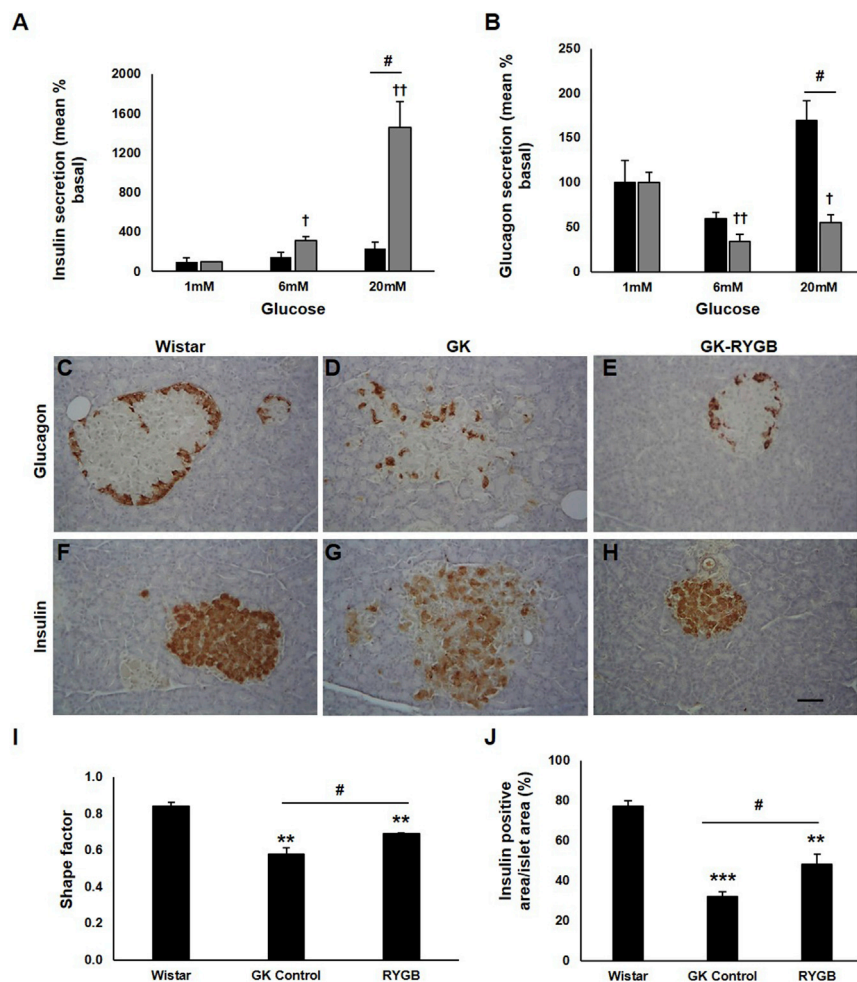 A
B
Insulin secretion (mean %
basal)
2000
1600
1200
800
400
0
#
††
†
1mM
6mM
20mM
Glucose
Glucagon secretion (mean %
basal)
250
200
150
100
50
0
#
††
†
1mM
6mM
20mM
Glucose
Wistar
GK
GK-RYGB
Glucagon
C
D
E
Insulin
F
G
H
I
J
Shape factor
1.0
0.8
0.6
0.4
0.2
0.0
#
**
**
Wistar
GK Control
RYGB
Insulin positive
area/islet area (%)
100
80
60
40
20
0
#
***
**
Wistar
GK Control
RYGB